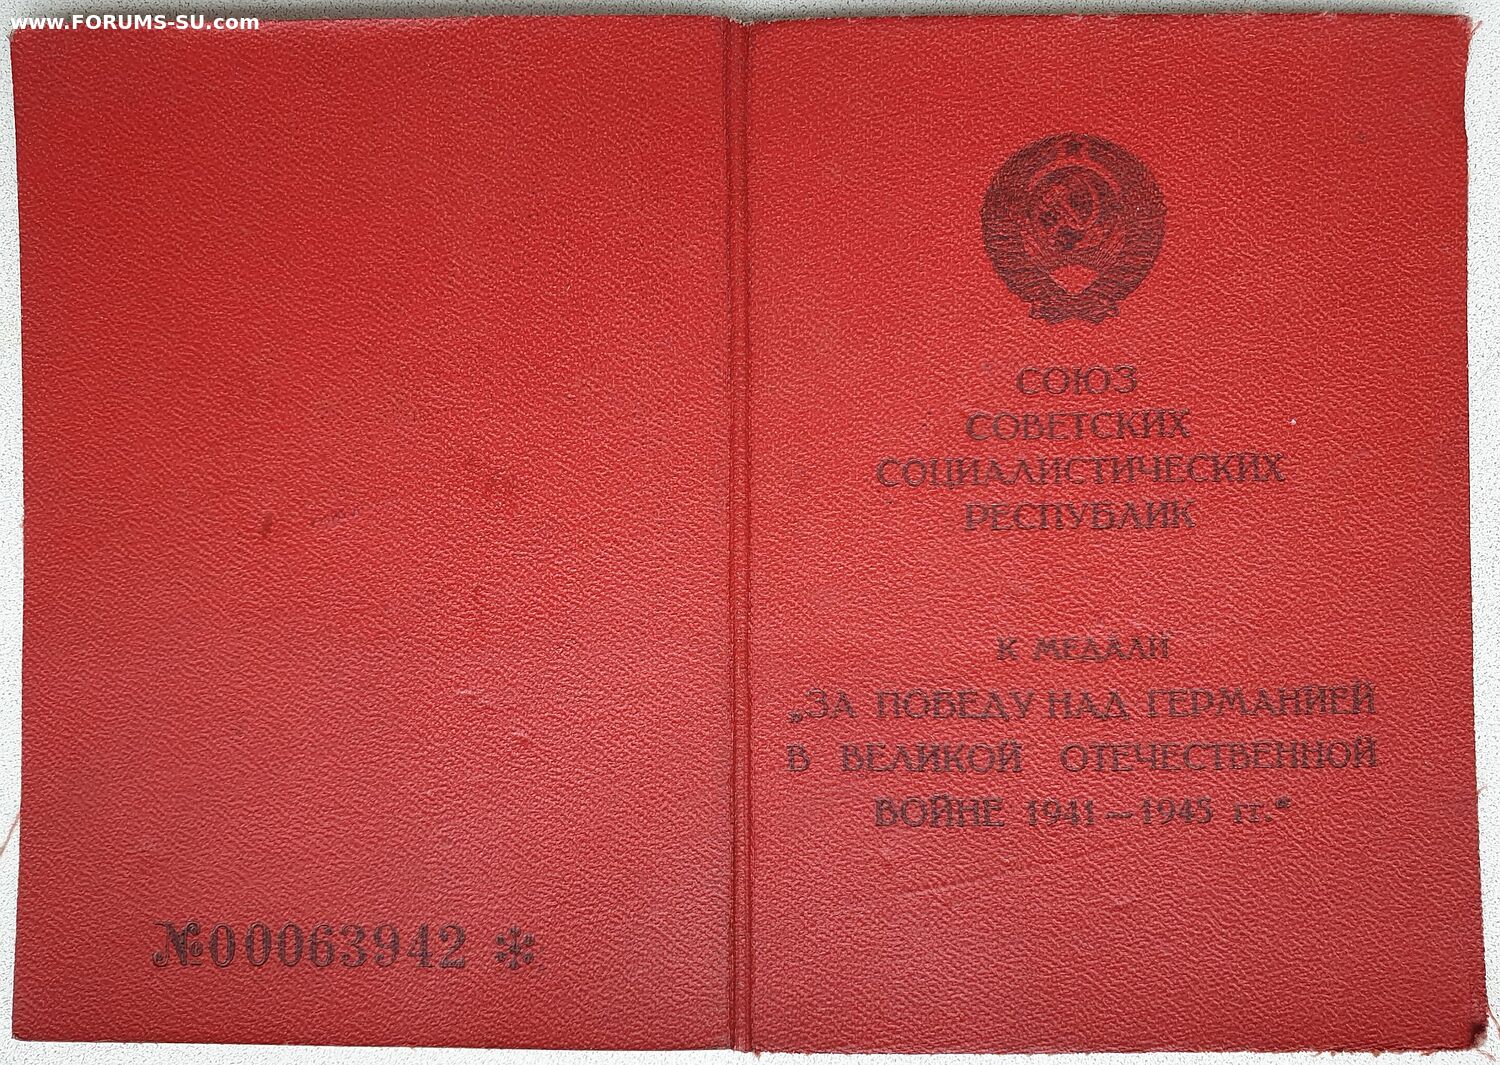 www.FORUMS-SU.com
№00063942 *
СОЮЗ
СОВЕТСКИХ
СОЦИАЛИСТИЧЕСКИХ
РЕСПУБЛИК
К МЕДАЛИ
„ЗА ПОБЕДУ НАД ГЕРМАНИЕЙ
В ВЕЛИКОЙ ОТЕЧЕСТВЕННОЙ
ВОЙНЕ 1941—1945 гг.“